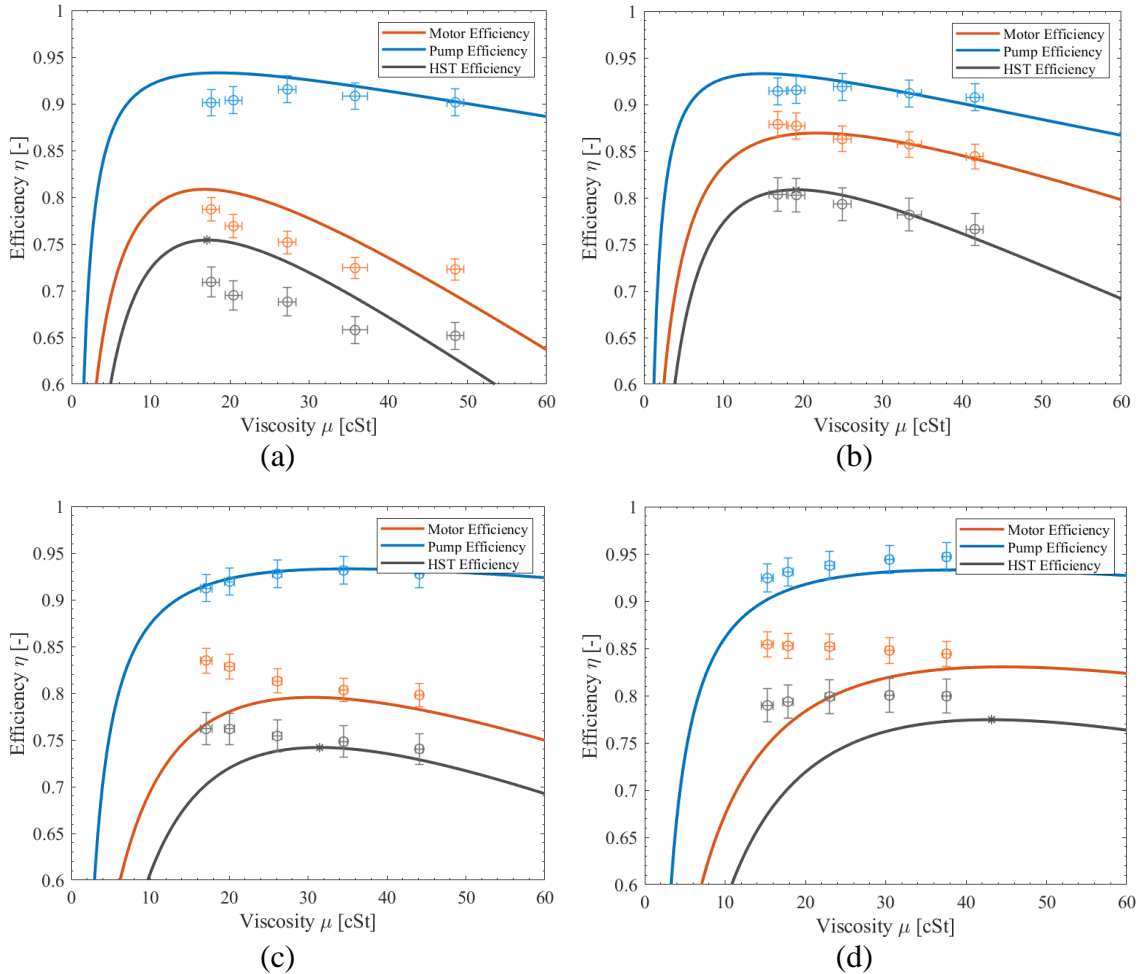 1
0.95
0.9
0.85
0.8
0.75
0.7
0.65
0.6
Efficiency η [-]
Motor Efficiency
Pump Efficiency
HST Efficiency
0 10 20 30 40 50 60
Viscosity μ [cSt]
(a)
1
0.95
0.9
0.85
0.8
0.75
0.7
0.65
0.6
Efficiency η [-]
Motor Efficiency
Pump Efficiency
HST Efficiency
0 10 20 30 40 50 60
Viscosity μ [cSt]
(b)
1
0.95
0.9
0.85
0.8
0.75
0.7
0.65
0.6
Efficiency η [-]
Motor Efficiency
Pump Efficiency
HST Efficiency
0 10 20 30 40 50 60
Viscosity μ [cSt]
(c)
1
0.95
0.9
0.85
0.8
0.75
0.7
0.65
0.6
Efficiency η [-]
Motor Efficiency
Pump Efficiency
HST Efficiency
0 10 20 30 40 50 60
Viscosity μ [cSt]
(d)